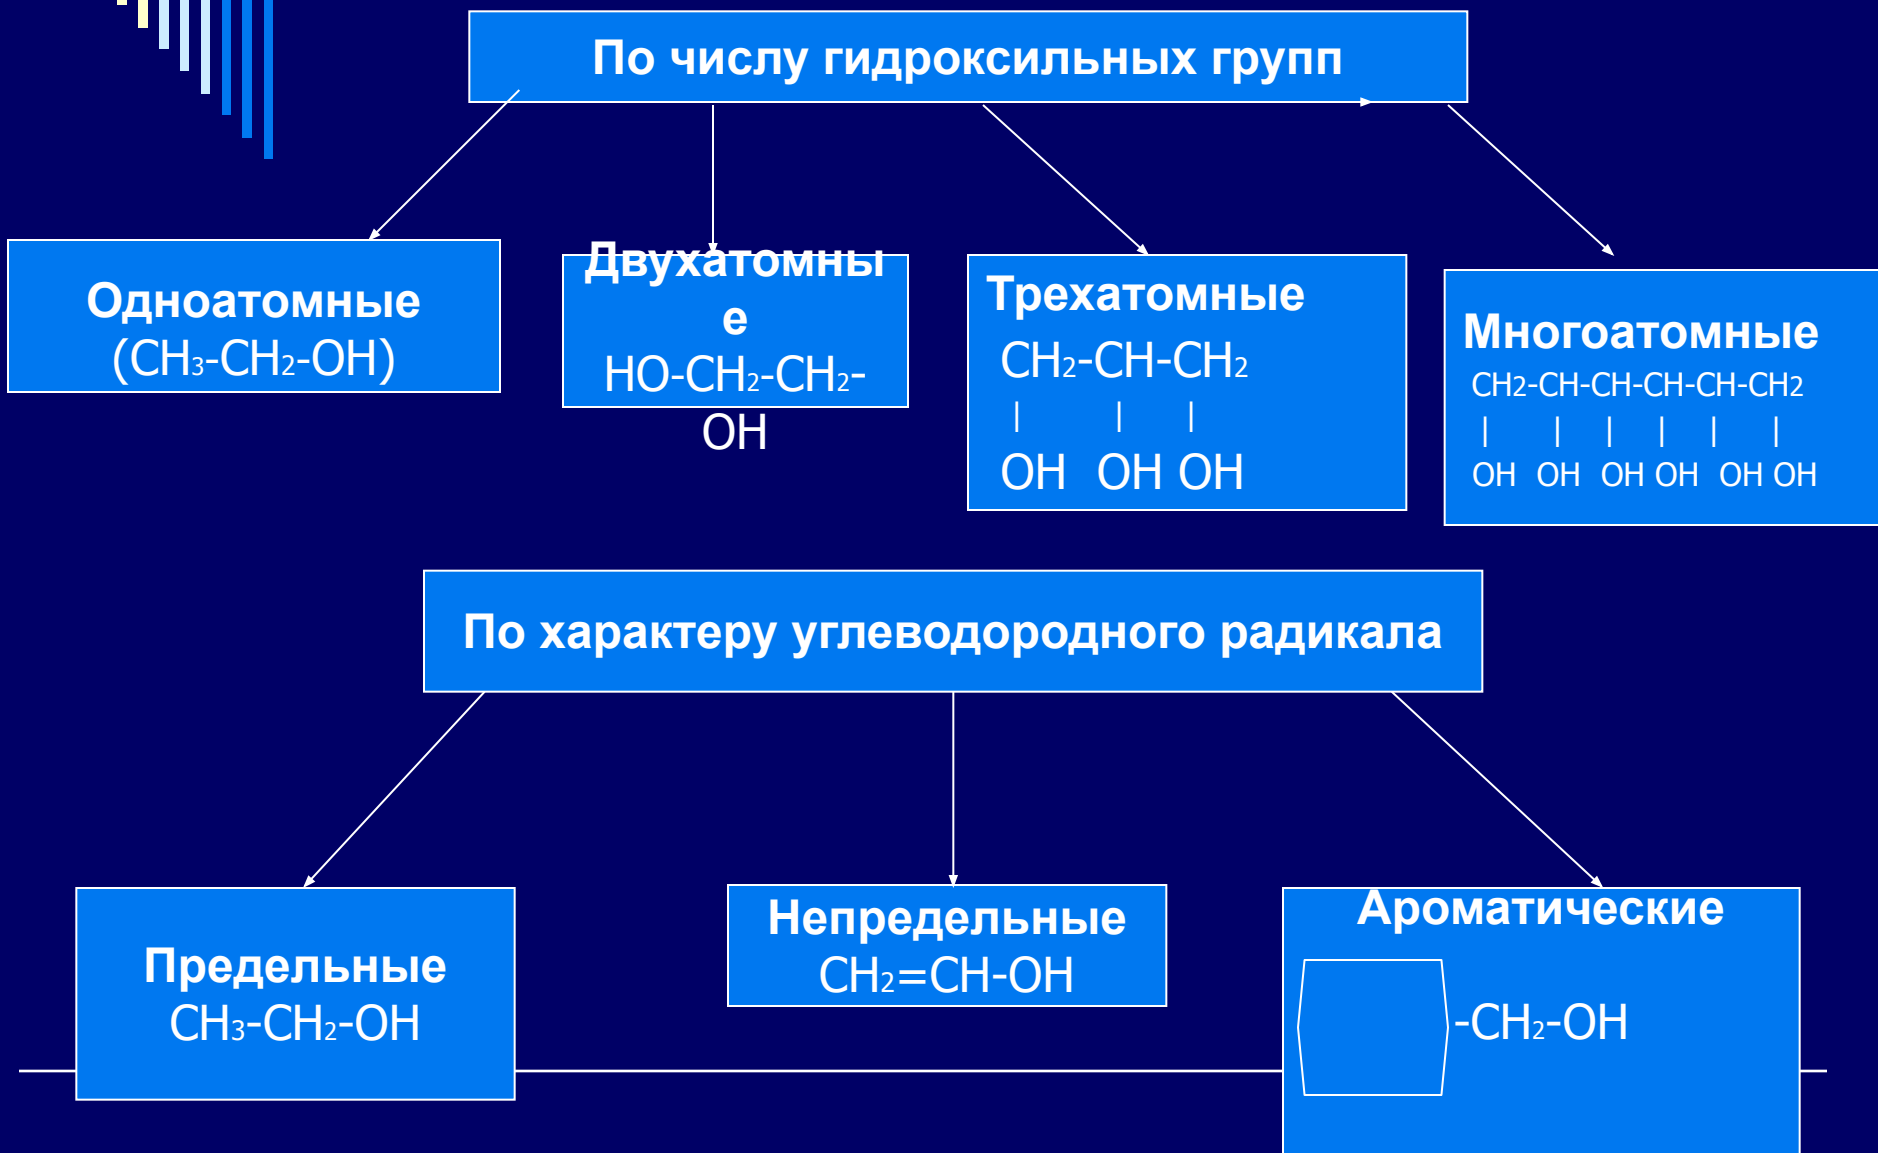 По числу гидроксильных групп
Одноатомные
(CH₃-CH₂-OH)
Двухатомны
е
HO-CH₂-CH₂-
OH
Трехатомные
CH2-CH-CH2
| | |
OH OH OH
Многоатомные
CH2-CH-CH-CH-CH-CH2
| | | | | |
OH OH OH OH OH OH
По характеру углеводородного радикала
Предельные
CH₃-CH₂-OH
Непредельные
CH₂=CH-OH
Ароматические
-CH₂-OH